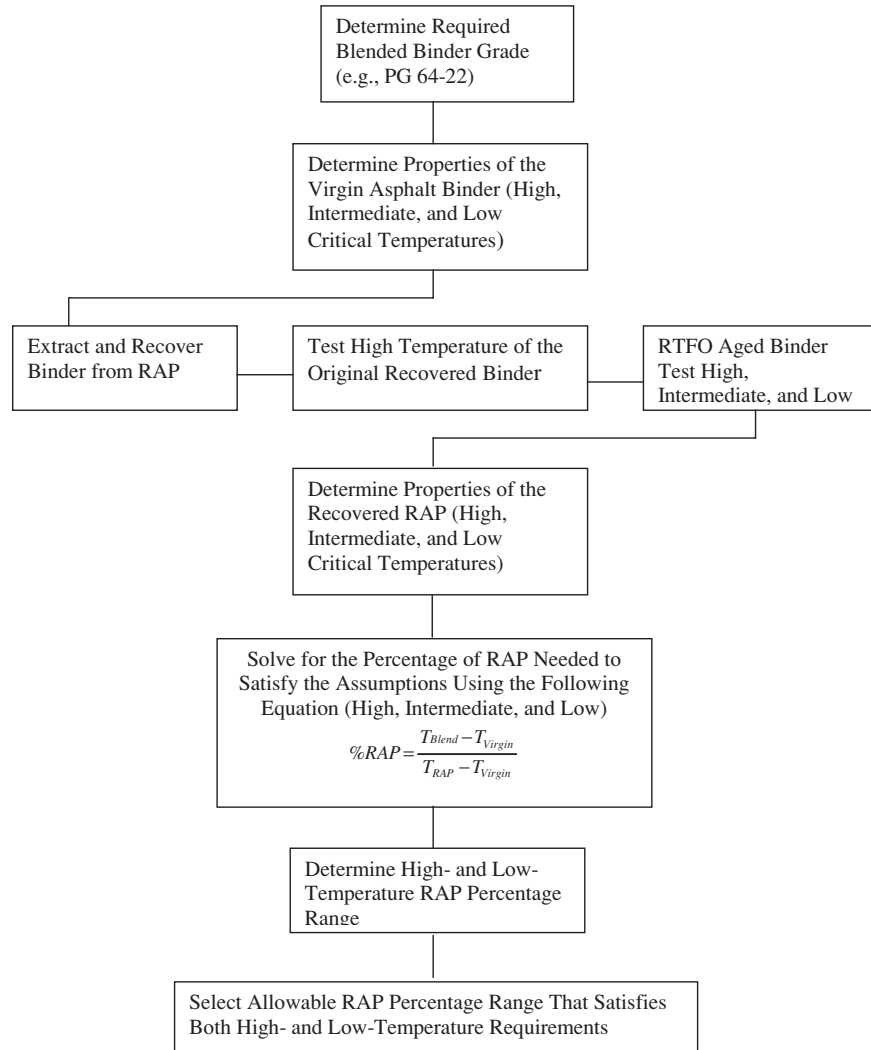 Determine Required
Blended Binder Grade
(e.g., PG 64-22)
Determine Properties of the
Virgin Asphalt Binder (High,
Intermediate, and Low
Critical Temperatures)
Extract and Recover
Binder from RAP
Test High Temperature of the
Original Recovered Binder
RTFO Aged Binder
Test High,
Intermediate, and Low
Determine Properties of the
Recovered RAP (High,
Intermediate, and Low
Critical Temperatures)
Solve for the Percentage of RAP Needed to
Satisfy the Assumptions Using the Following
Equation (High, Intermediate, and Low)
%RAP = (T_Blend − T_Virgin) / (T_RAP − T_Virgin)
Determine High- and Low-
Temperature RAP Percentage
Range
Select Allowable RAP Percentage Range That Satisfies
Both High- and Low-Temperature Requirements